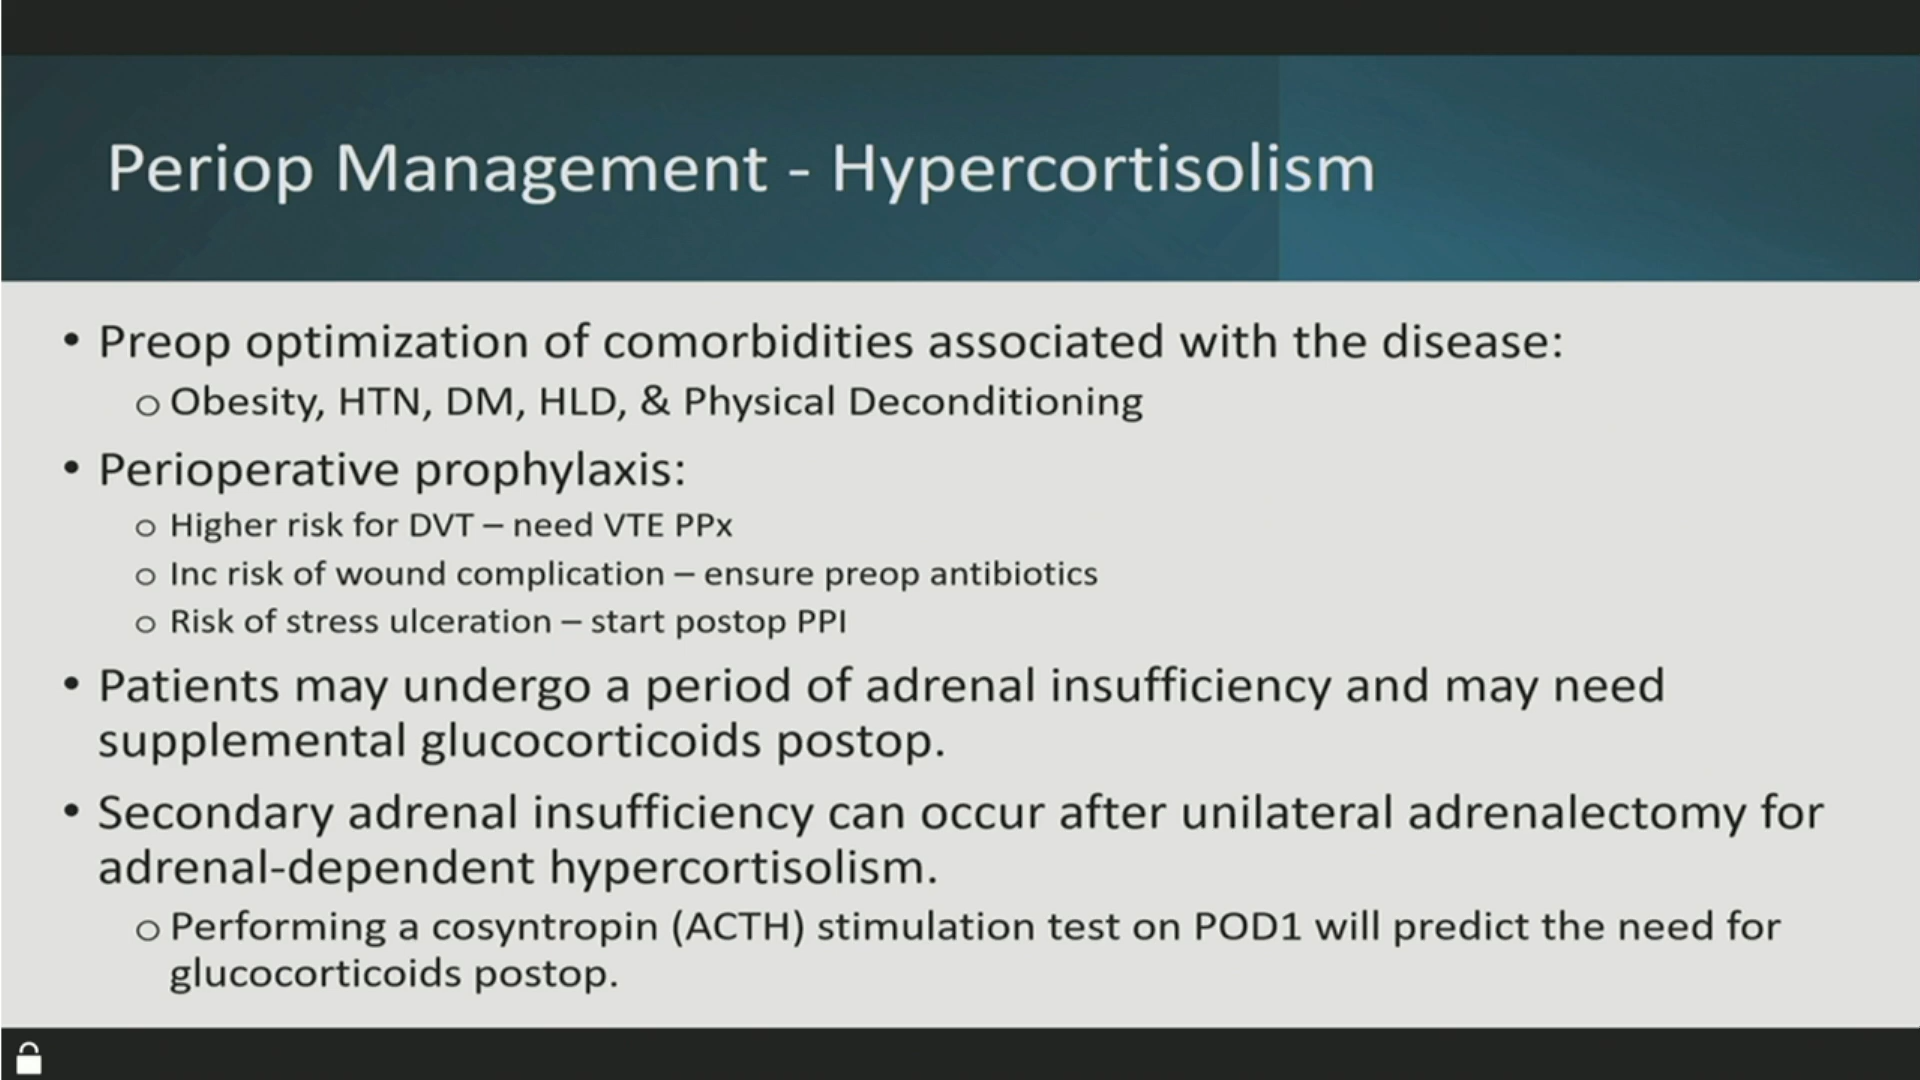 Periop Management - Hypercortisolism
• Preop optimization of comorbidities associated with the disease:
o Obesity, HTN, DM, HLD, & Physical Deconditioning
• Perioperative prophylaxis:
o Higher risk for DVT – need VTE PPx
o Inc risk of wound complication – ensure preop antibiotics
o Risk of stress ulceration – start postop PPI
• Patients may undergo a period of adrenal insufficiency and may need
supplemental glucocorticoids postop.
• Secondary adrenal insufficiency can occur after unilateral adrenalectomy for
adrenal-dependent hypercortisolism.
o Performing a cosyntropin (ACTH) stimulation test on POD1 will predict the need for
glucocorticoids postop.